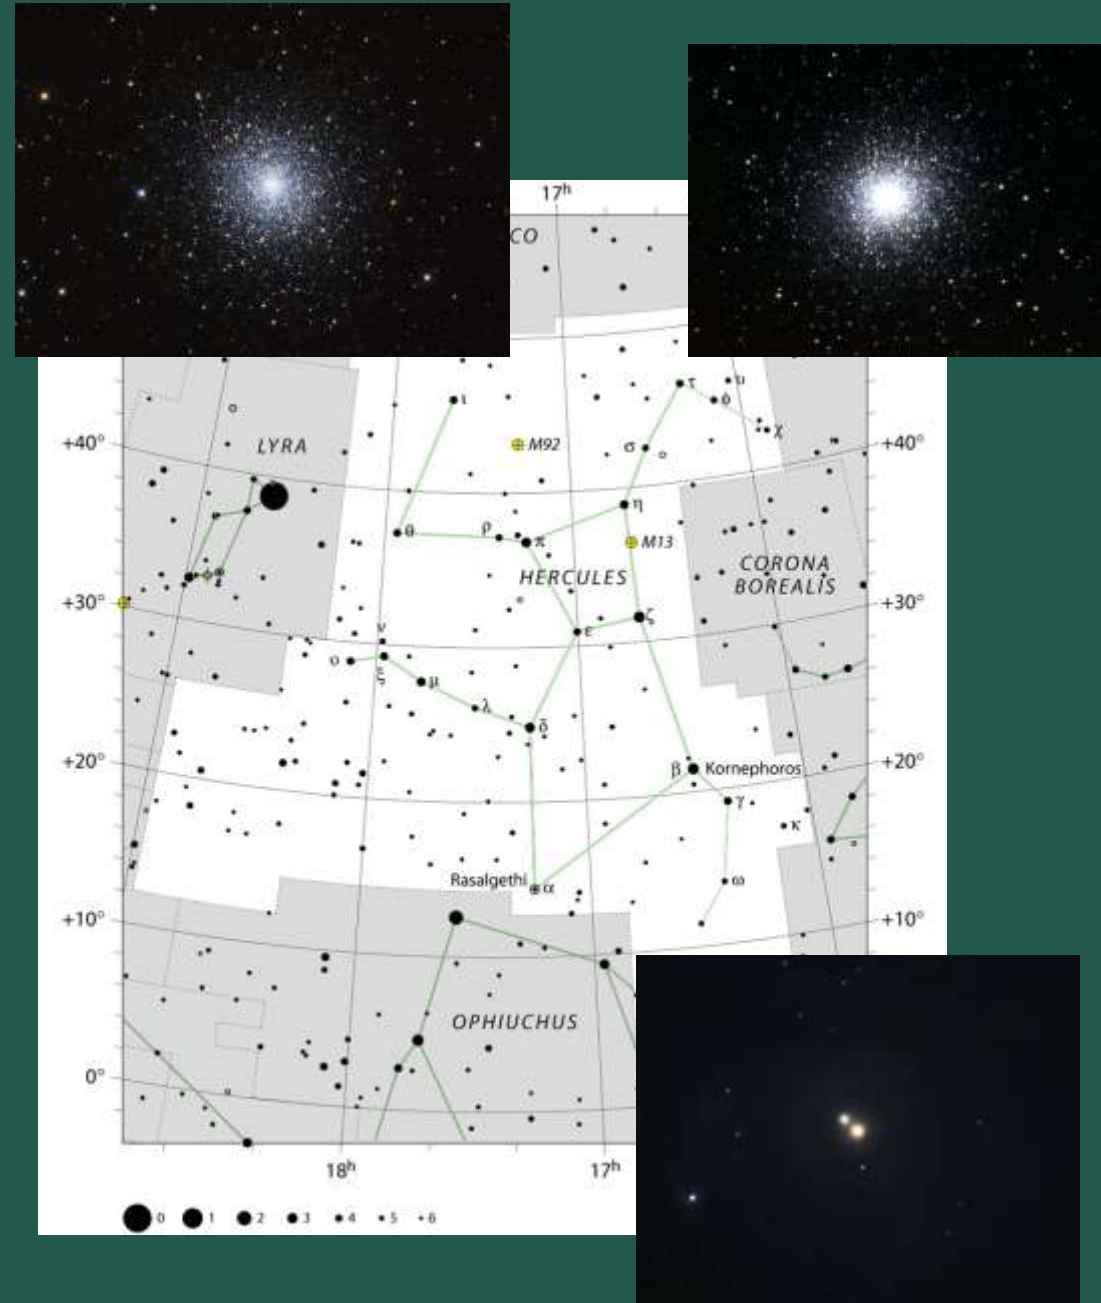 17h
CO
ι
τ
υ
φ
χ
M92
+40°
+40°
LYRA
σ
η
θ
ρ
π
M13
HERCULES
CORONA
BOREALIS
+30°
+30°
ε
ζ
ν
ο
ξ
μ
λ
δ
+20°
+20°
β
Kornephoros
γ
κ
Rasalgethi
α
ω
+10°
+10°
OPHIUCHUS
0°
18h
17h
0
1
2
3
4
5
6